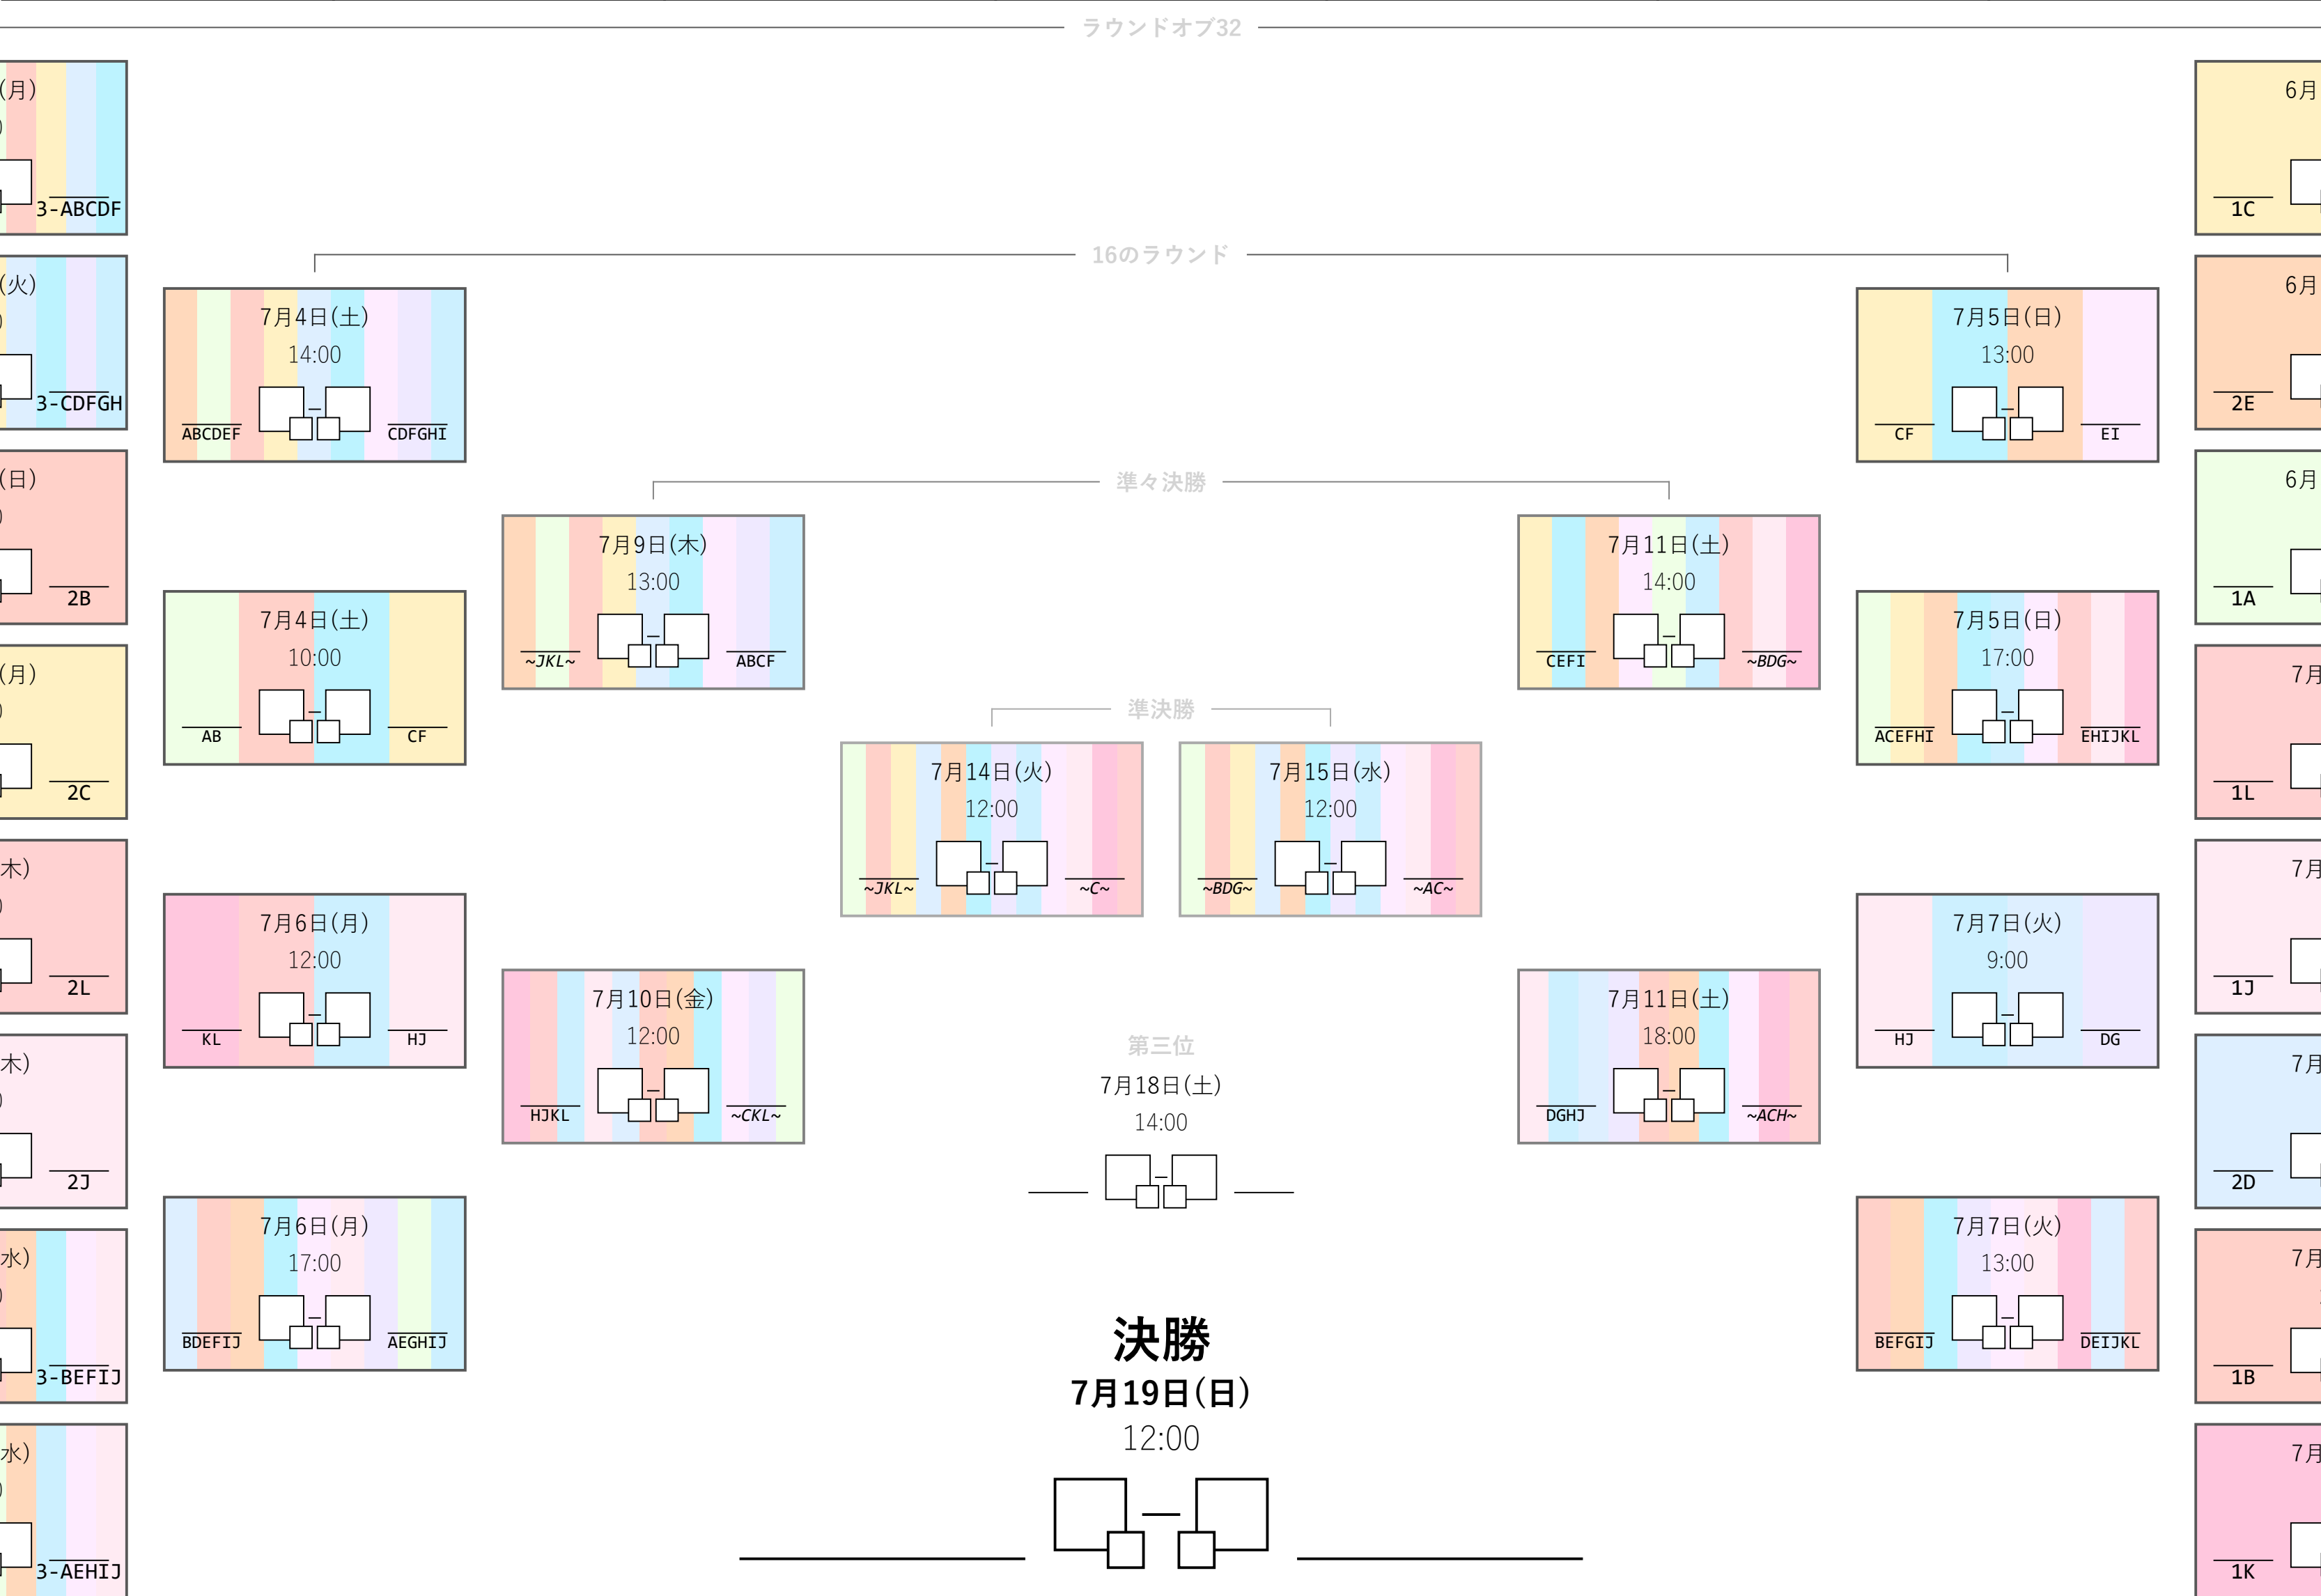 ラウンドオブ32
(月)
3-ABCDF
(火)
3-CDFGH
(日)
2B
(月)
2C
木)
2L
木)
2J
水)
3-BEFIJ
水)
3-AEHIJ
16のラウンド
7月4日(土)
14:00
ABCDEF
CDFGHI
7月4日(土)
10:00
AB
CF
7月6日(月)
12:00
KL
HJ
7月6日(月)
17:00
BDEFIJ
AEGHIJ
準々決勝
7月9日(木)
13:00
~JKL~
ABCF
7月10日(金)
12:00
HJKL
~CKL~
準決勝
7月14日(火)
12:00
~JKL~
~C~
7月15日(水)
12:00
~BDG~
~AC~
第三位
7月18日(土)
14:00
決勝
7月19日(日)
12:00
7月11日(土)
14:00
CEFI
~BDG~
7月11日(土)
18:00
DGHJ
~ACH~
7月5日(日)
13:00
CF
EI
7月5日(日)
17:00
ACEFHI
EHIJKL
7月7日(火)
9:00
HJ
DG
7月7日(火)
13:00
BEFGIJ
DEIJKL
6月
1C
6月
2E
6月
1A
7月
1L
7月
1J
7月
2D
7月
1B
7月
1K